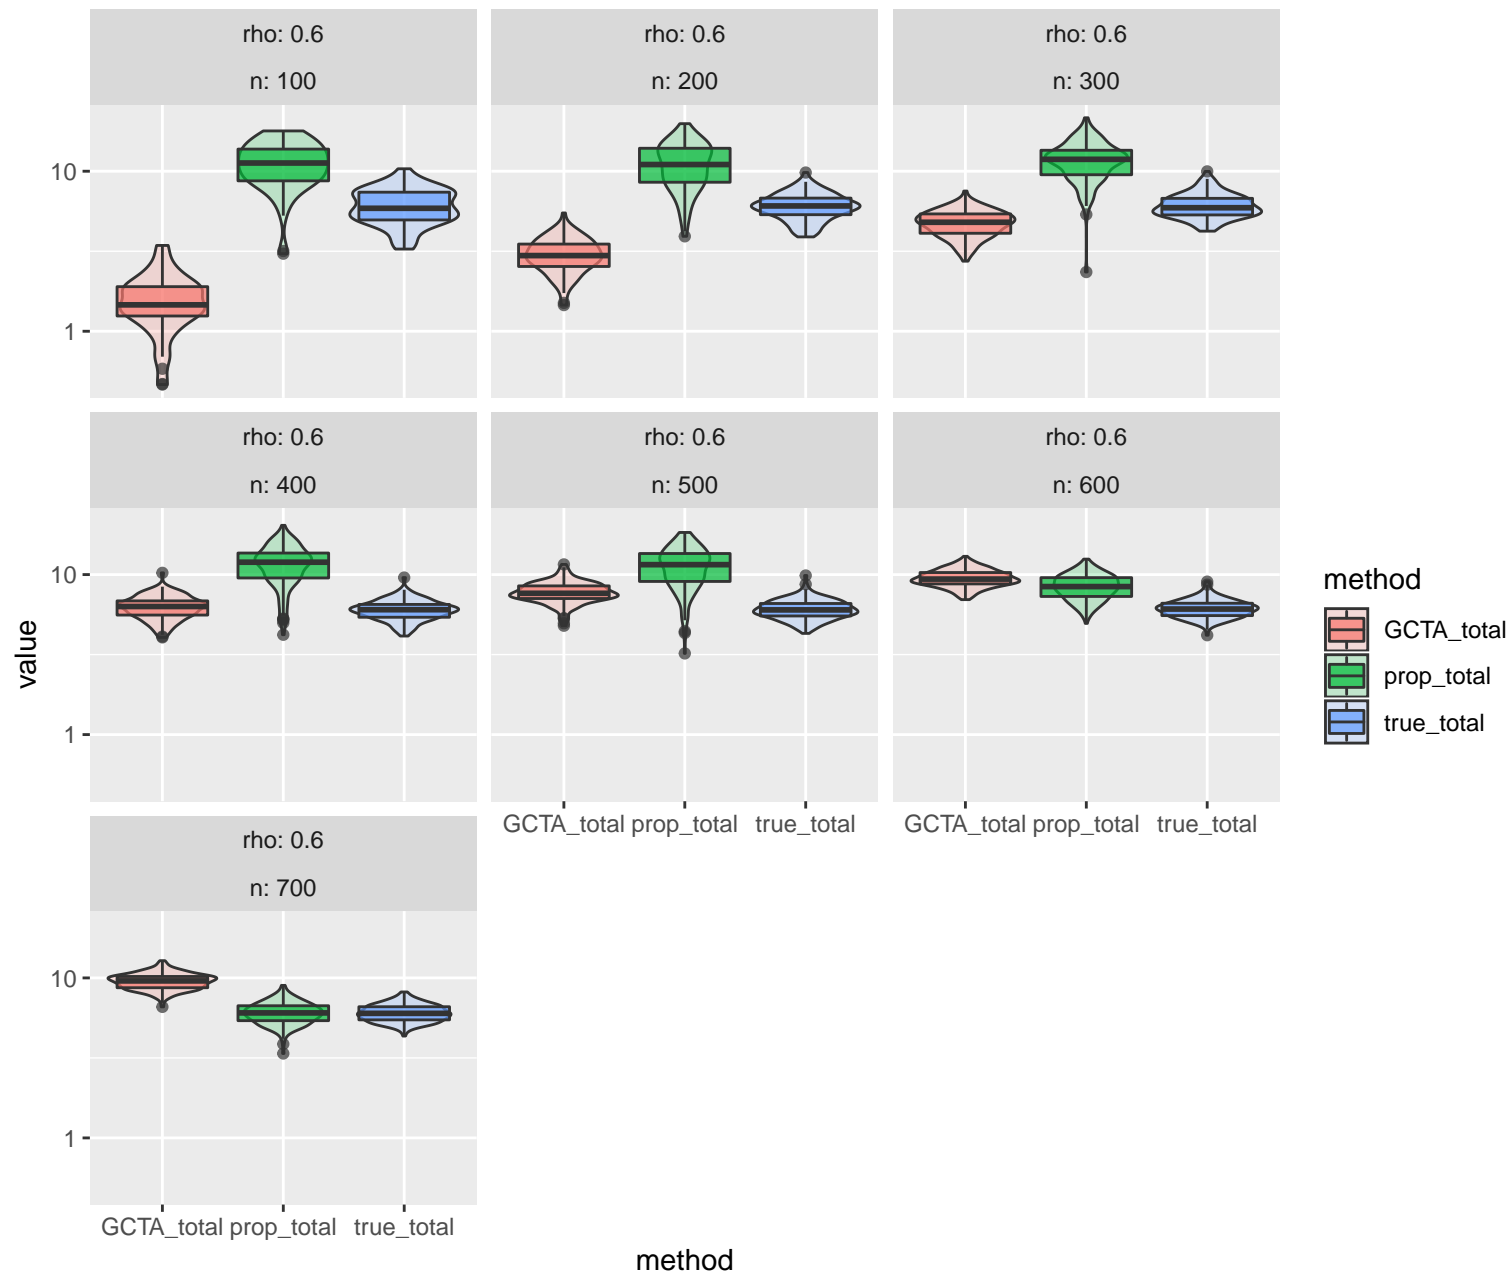 rho: 0.6
rho: 0.6
rho: 0.6
n: 100
n: 200
n: 300
10
1
rho: 0.6
rho: 0.6
rho: 0.6
n: 400
n: 500
n: 600
10
1
GCTA_total prop_total true_total
GCTA_total prop_total true_total
rho: 0.6
n: 700
10
1
GCTA_total prop_total true_total
value
method
method
GCTA_total
prop_total
true_total